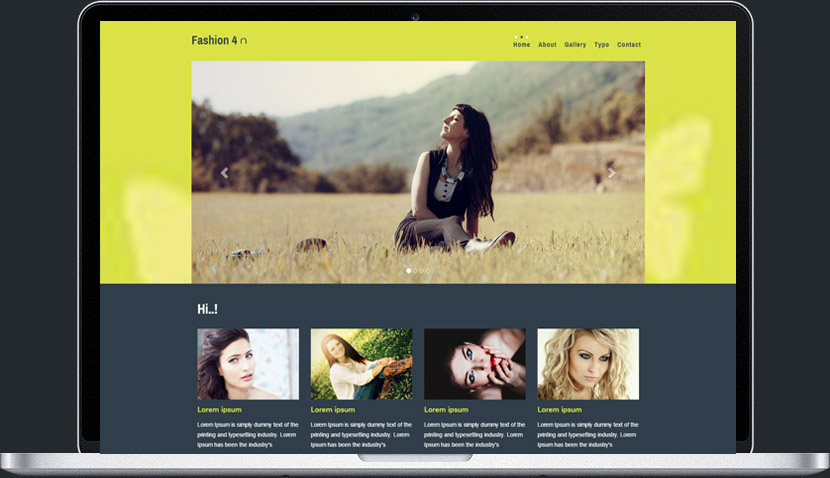 Fashion 4 ∩
Home About Gallery Typo Contact
Hi..!
Lorem ipsum
Lorem Ipsum is simply dummy text of the
printing and typesetting industry. Lorem
Ipsum has been the industry's
Lorem ipsum
Lorem Ipsum is simply dummy text of the
printing and typesetting industry. Lorem
Ipsum has been the industry's
Lorem ipsum
Lorem Ipsum is simply dummy text of the
printing and typesetting industry. Lorem
Ipsum has been the industry's
Lorem ipsum
Lorem Ipsum is simply dummy text of the
printing and typesetting industry. Lorem
Ipsum has been the industry's